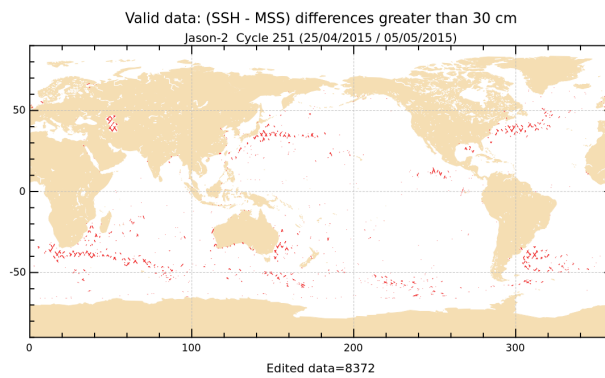 Valid data: (SSH - MSS) differences greater than 30 cm
Jason-2 Cycle 251 (25/04/2015 / 05/05/2015)
50
0
-50
0 100 200 300
Edited data=8372